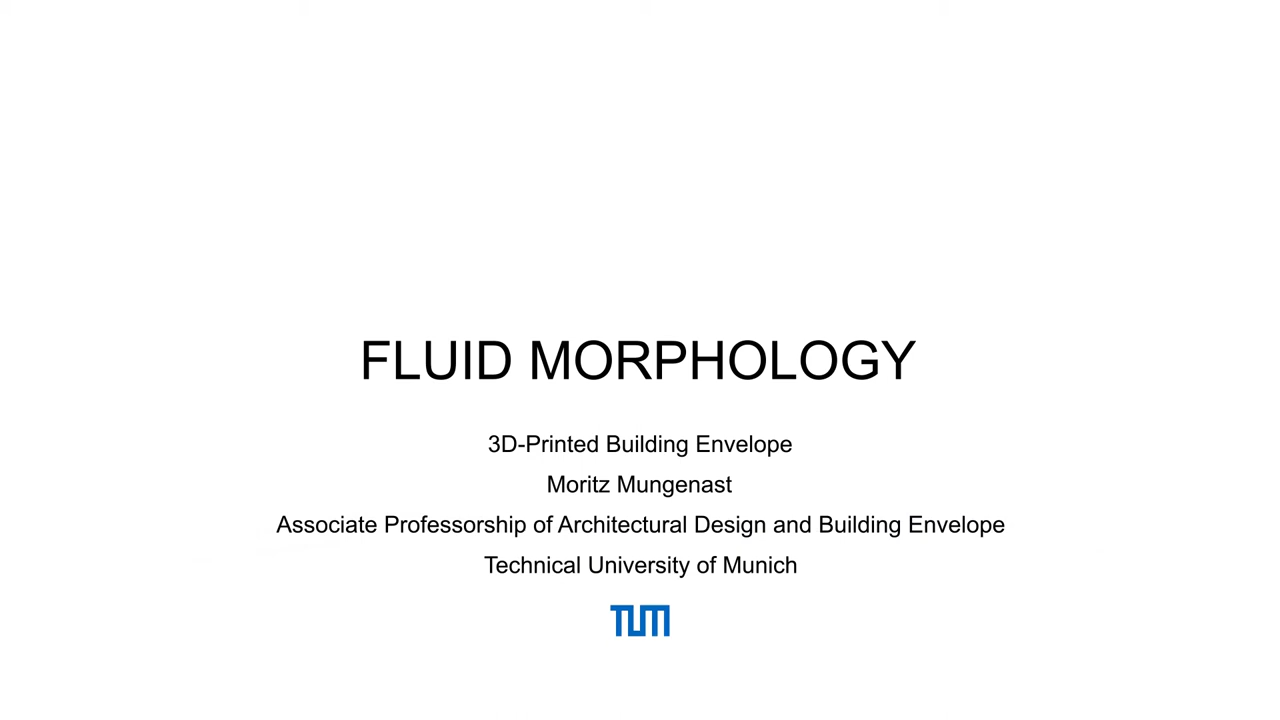 FLUID MORPHOLOGY
3D-Printed Building Envelope
Moritz Mungenast
Associate Professorship of Architectural Design and Building Envelope
Technical University of Munich
TUM